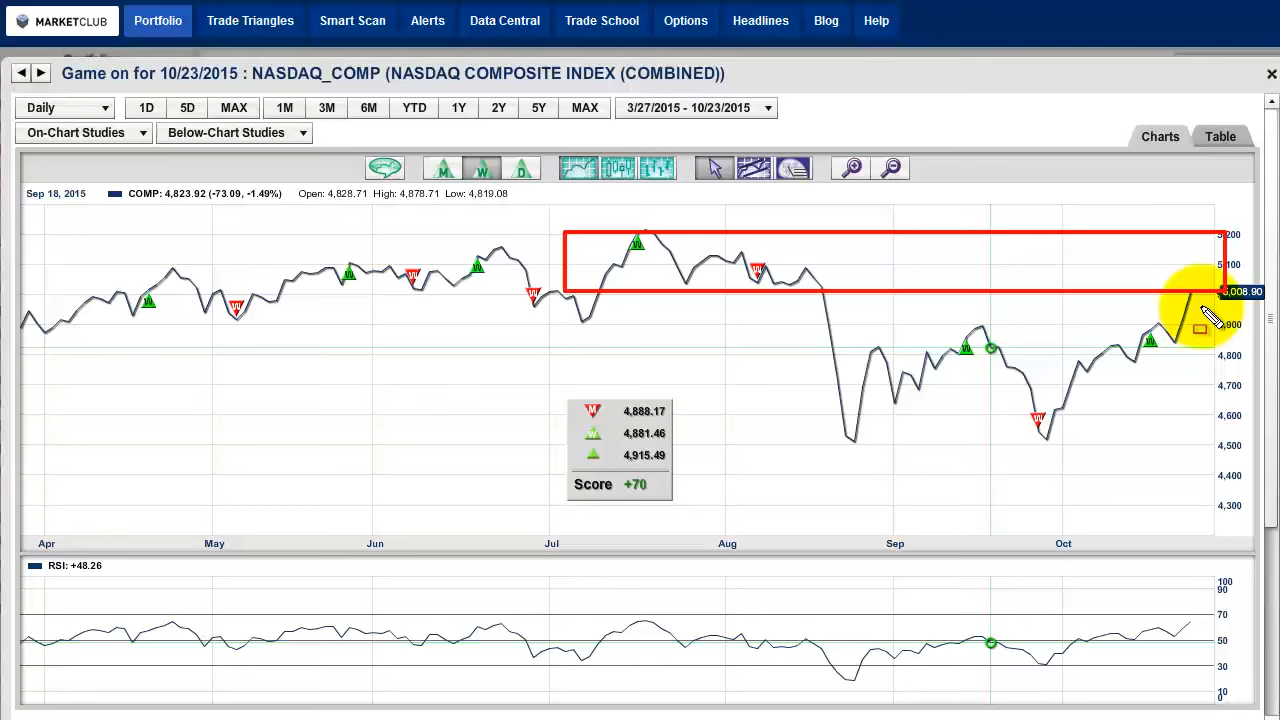 MARKETCLUB Portfolio Trade Triangles Smart Scan Alerts Data Central Trade School Options Headlines Blog Help
Game on for 10/23/2015 : NASDAQ_COMP (NASDAQ COMPOSITE INDEX (COMBINED))
Daily 1D 5D MAX 1M 3M 6M YTD 1Y 2Y 5Y MAX 3/27/2015 - 10/23/2015
On-Chart Studies Below-Chart Studies Charts Table
M W D
Sep 18, 2015 COMP: 4,823.92 (-73.09, -1.49%) Open: 4,828.71 High: 4,878.71 Low: 4,819.08
5,200
5,100
5,008.90
4,900
4,800
4,700
4,600
4,500
4,400
4,300
W W W W W W W W W W W
M 4,888.17
W 4,881.46
4,915.49
Score +70
Apr May Jun Jul Aug Sep Oct
RSI: +48.26
100
90
70
50
30
10
0